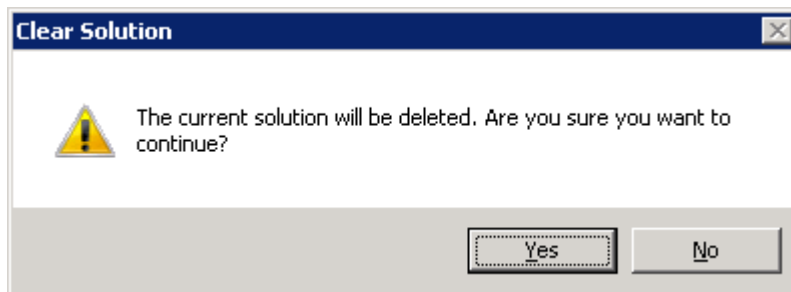 Clear Solution
The current solution will be deleted. Are you sure you want to
continue?
Yes
No